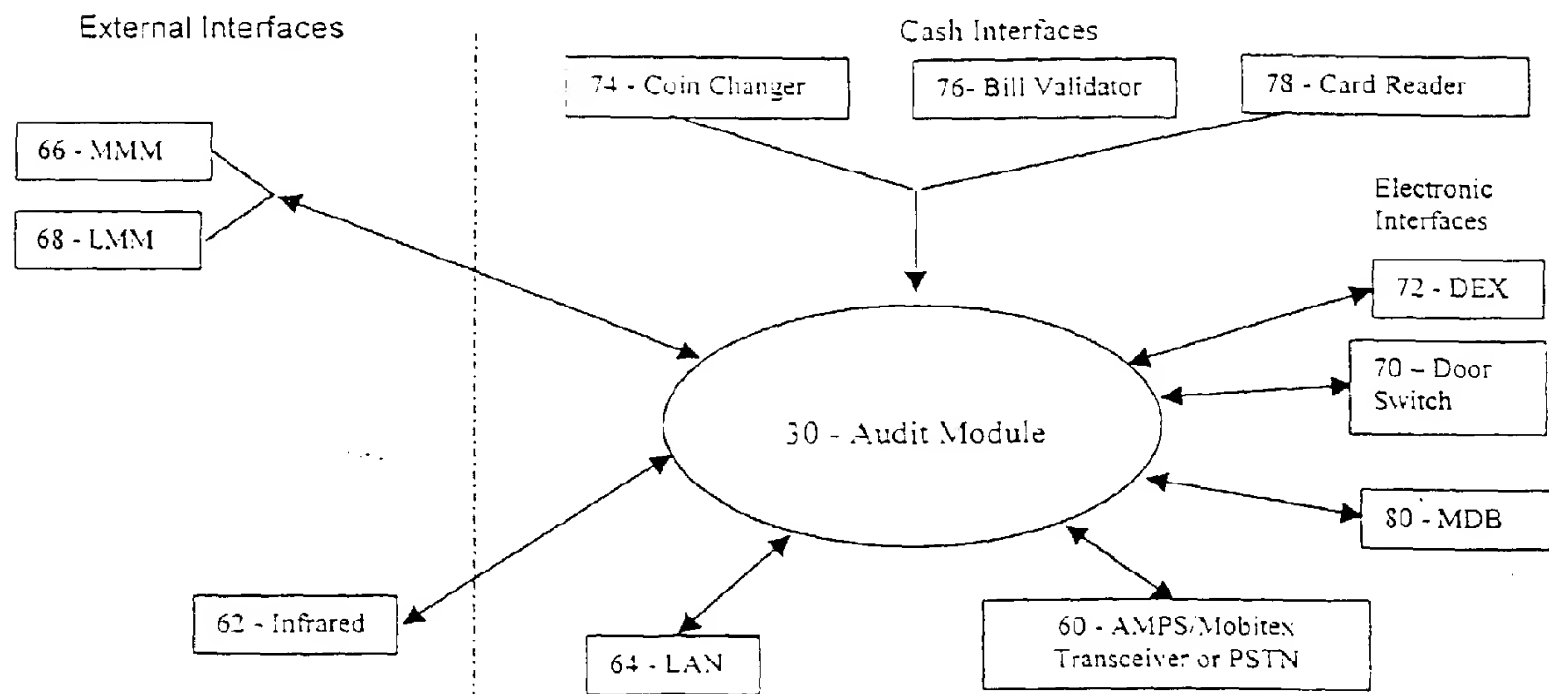 External Interfaces
Cash Interfaces
74 - Coin Changer
76- Bill Validator
78 - Card Reader
66 - MMM
68 - LMM
Electronic
Interfaces
72 - DEX
70 – Door
Switch
30 - Audit Module
80 - MDB
62 - Infrared
64 - LAN
60 - AMPS/Mobitex
Transceiver or PSTN